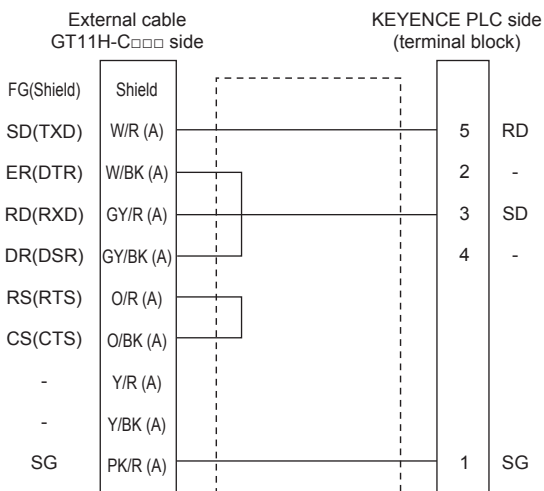 External cable KEYENCE PLC side
GT11H-C□□□ side (terminal block)
FG(Shield) Shield
SD(TXD) W/R (A) 5 RD
ER(DTR) W/BK (A) 2 -
RD(RXD) GY/R (A) 3 SD
DR(DSR) GY/BK (A) 4 -
RS(RTS) O/R (A)
CS(CTS) O/BK (A)
- Y/R (A)
- Y/BK (A)
SG PK/R (A) 1 SG